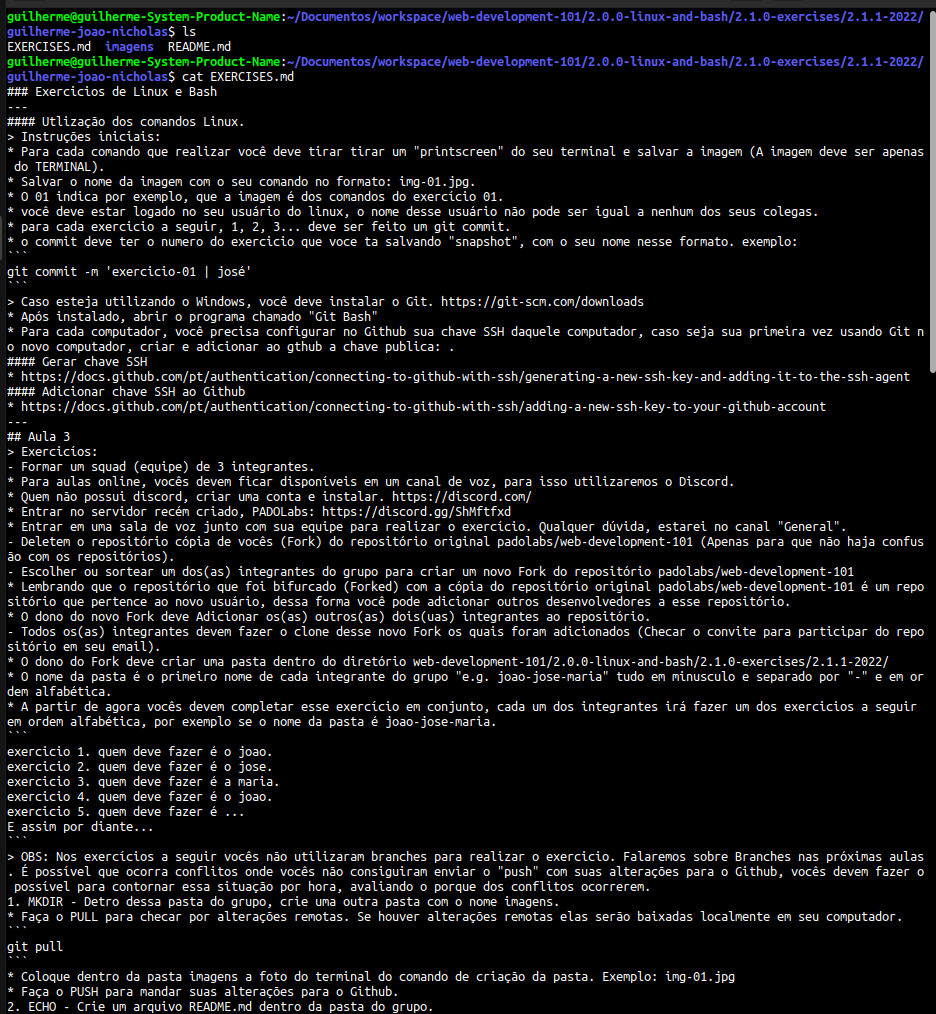 guilherme@guilherme-System-Product-Name:~/Documentos/workspace/web-development-101/2.0.0-linux-and-bash/2.1.0-exercises/2.1.1-2022/
guilherme-joao-nicholas$ ls
EXERCISES.md  imagens  README.md
guilherme@guilherme-System-Product-Name:~/Documentos/workspace/web-development-101/2.0.0-linux-and-bash/2.1.0-exercises/2.1.1-2022/
guilherme-joao-nicholas$ cat EXERCISES.md
### Exercicios de Linux e Bash
---
#### Utlização dos comandos Linux.
> Instruções iniciais:
* Para cada comando que realizar você deve tirar tirar um "printscreen" do seu terminal e salvar a imagem (A imagem deve ser apenas
 do TERMINAL).
* Salvar o nome da imagem com o seu comando no formato: img-01.jpg.
* O 01 indica por exemplo, que a imagem é dos comandos do exercício 01.
* você deve estar logado no seu usuário do linux, o nome desse usuário não pode ser igual a nenhum dos seus colegas.
* para cada exercicio a seguir, 1, 2, 3... deve ser feito um git commit.
* o commit deve ter o numero do exercicio que voce ta salvando "snapshot", com o seu nome nesse formato. exemplo:
```
git commit -m 'exercicio-01 | josé'
```
> Caso esteja utilizando o Windows, você deve instalar o Git. https://git-scm.com/downloads
* Após instalado, abrir o programa chamado "Git Bash"
* Para cada computador, você precisa configurar no Github sua chave SSH daquele computador, caso seja sua primeira vez usando Git n
o novo computador, criar e adicionar ao gthub a chave publica: .
#### Gerar chave SSH
* https://docs.github.com/pt/authentication/connecting-to-github-with-ssh/generating-a-new-ssh-key-and-adding-it-to-the-ssh-agent
#### Adicionar chave SSH ao Github
* https://docs.github.com/pt/authentication/connecting-to-github-with-ssh/adding-a-new-ssh-key-to-your-github-account
---
## Aula 3
> Exercicios:
- Formar um squad (equipe) de 3 integrantes.
* Para aulas online, vocês devem ficar disponíveis em um canal de voz, para isso utilizaremos o Discord.
* Quem não possui discord, criar uma conta e instalar. https://discord.com/
* Entrar no servidor recém criado, PADOLabs: https://discord.gg/ShMftfxd
* Entrar em uma sala de voz junto com sua equipe para realizar o exercício. Qualquer dúvida, estarei no canal "General".
- Deletem o repositório cópia de vocês (Fork) do repositório original padolabs/web-development-101 (Apenas para que não haja confus
ão com os repositórios).
- Escolher ou sortear um dos(as) integrantes do grupo para criar um novo Fork do repositório padolabs/web-development-101
* Lembrando que o repositório que foi bifurcado (Forked) com a cópia do repositório original padolabs/web-development-101 é um repo
sitório que pertence ao novo usuário, dessa forma você pode adicionar outros desenvolvedores a esse repositório.
* O dono do novo Fork deve Adicionar os(as) outros(as) dois(uas) integrantes ao repositório.
- Todos os(as) integrantes devem fazer o clone desse novo Fork os quais foram adicionados (Checar o convite para participar do repo
sitório em seu email).
* O dono do Fork deve criar uma pasta dentro do diretório web-development-101/2.0.0-linux-and-bash/2.1.0-exercises/2.1.1-2022/
* O nome da pasta é o primeiro nome de cada integrante do grupo "e.g. joao-jose-maria" tudo em minusculo e separado por "-" e em or
dem alfabética.
* A partir de agora vocês devem completar esse exercício em conjunto, cada um dos integrantes irá fazer um dos exercicios a seguir
em ordem alfabética, por exemplo se o nome da pasta é joao-jose-maria.
```
exercicio 1. quem deve fazer é o joao.
exercicio 2. quem deve fazer é o jose.
exercicio 3. quem deve fazer é a maria.
exercicio 4. quem deve fazer é o joao.
exercicio 5. quem deve fazer é ...
E assim por diante...
```
> OBS: Nos exercícios a seguir vocês não utilizaram branches para realizar o exercicio. Falaremos sobre Branches nas próximas aulas
. É possível que ocorra conflitos onde vocês não consiguiram enviar o "push" com suas alterações para o Github, vocês devem fazer o
 possível para contornar essa situação por hora, avaliando o porque dos conflitos ocorrerem.
1. MKDIR - Detro dessa pasta do grupo, crie uma outra pasta com o nome imagens.
* Faça o PULL para checar por alterações remotas. Se houver alterações remotas elas serão baixadas localmente em seu computador.
```
git pull
```
* Coloque dentro da pasta imagens a foto do terminal do comando de criação da pasta. Exemplo: img-01.jpg
* Faça o PUSH para mandar suas alterações para o Github.
2. ECHO - Crie um arquivo README.md dentro da pasta do grupo.